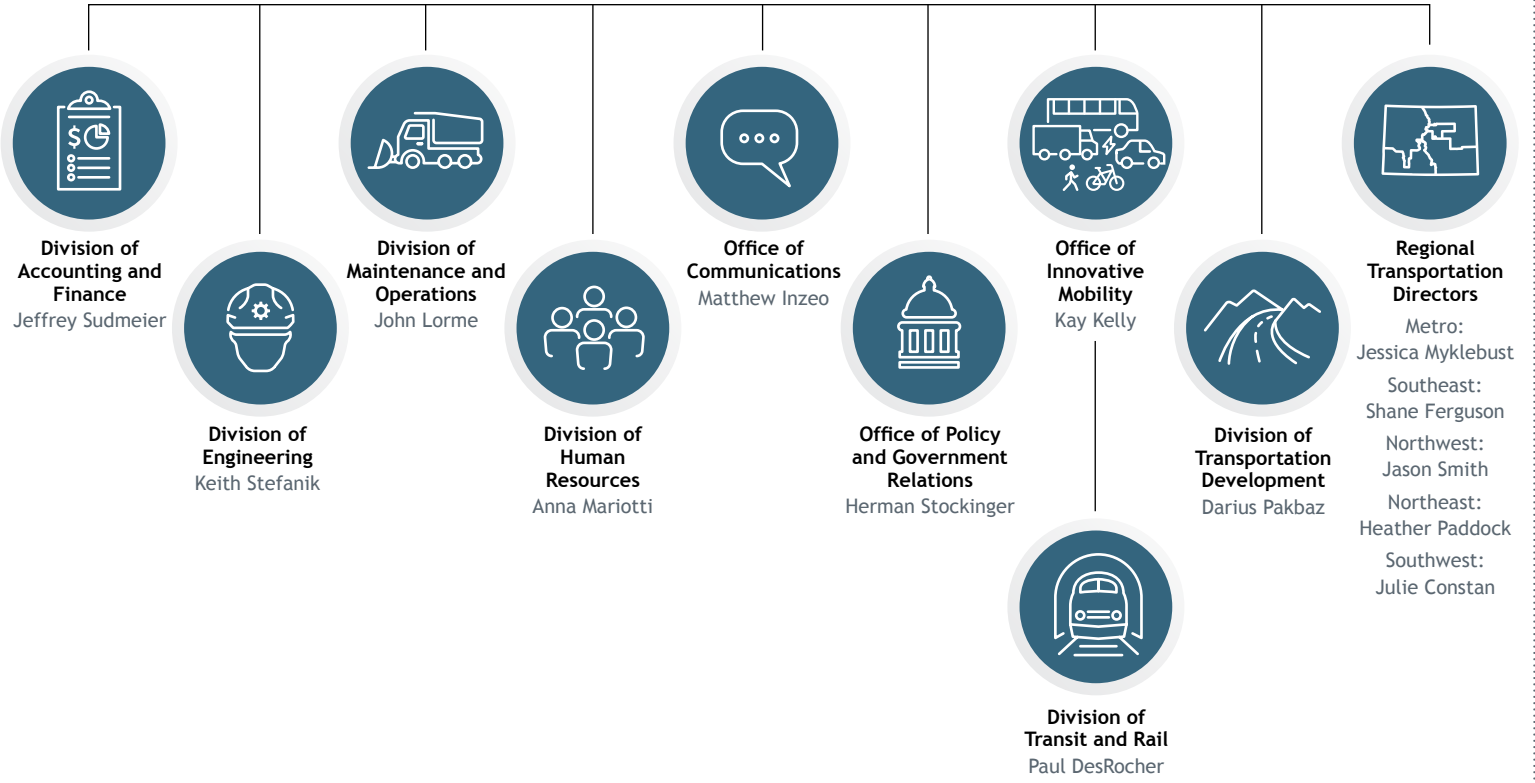 Division of
Accounting and
Finance
Jeffrey Sudmeier
Division of
Engineering
Keith Stefanik
Division of
Maintenance and
Operations
John Lorme
Division of
Human
Resources
Anna Mariotti
Office of
Communications
Matthew Inzeo
Office of Policy
and Government
Relations
Herman Stockinger
Office of
Innovative
Mobility
Kay Kelly
Division of
Transit and Rail
Paul DesRocher
Division of
Transportation
Development
Darius Pakbaz
Regional
Transportation
Directors
Metro:
Jessica Myklebust
Southeast:
Shane Ferguson
Northwest:
Jason Smith
Northeast:
Heather Paddock
Southwest:
Julie Constan
$